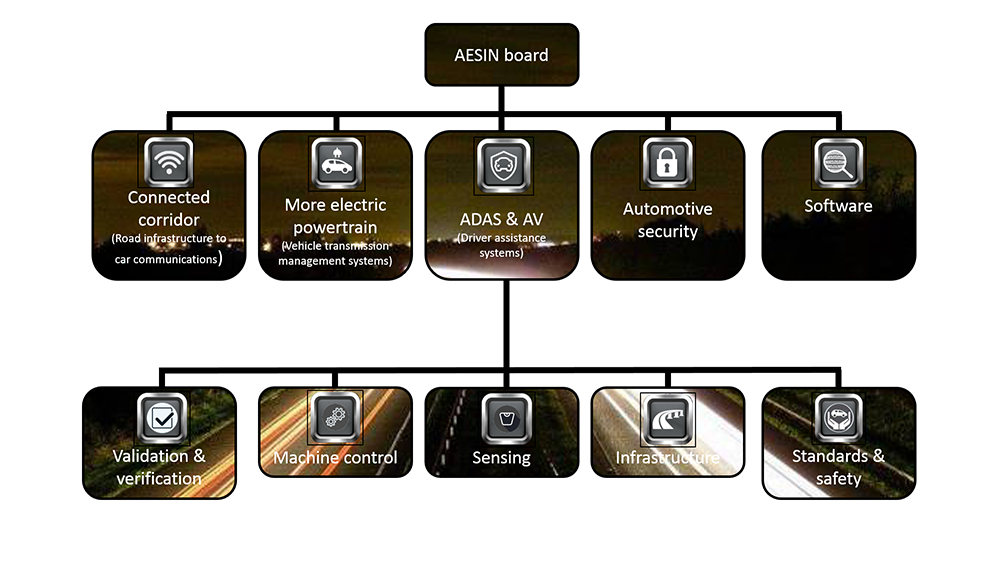 AESIN board
Connected
corridor
(Road infrastructure to
car communications)
More electric
powertrain
(Vehicle transmission
management systems)
ADAS & AV
(Driver assistance
systems)
Automotive
security
Software
Validation &
verification
Machine control
Sensing
Infrastructure
Standards &
safety